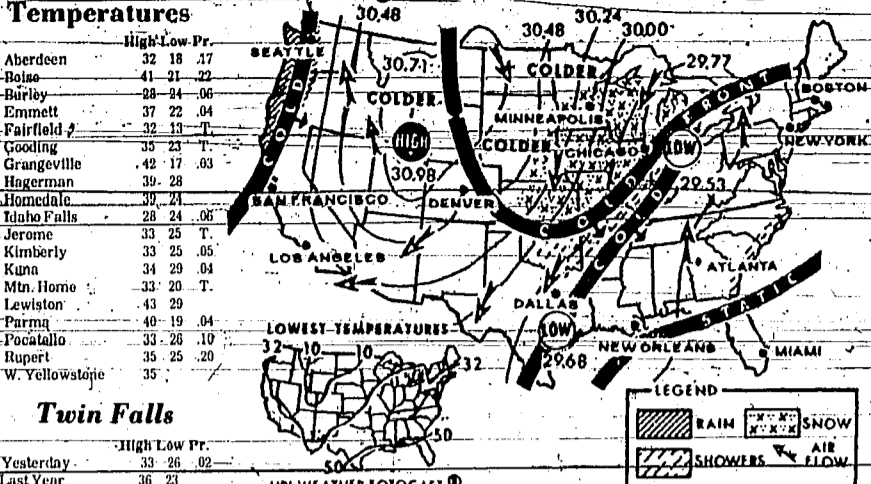 Temperatures
High Low Pr.
Aberdeen 32 18 .17
Boise 41 21 .22
Burley 28 24 .06
Emmett 37 22 .04
Fairfield 32 13 T.
Gooding 35 23 T.
Grangeville .42 17 .03
Hagerman 39 28
Homedale 39 24
Idaho Falls 28 24 .06
Jerome 33 25 T.
Kimberly 33 25 .05
Kuna 34 29 .04
Mtn. Home 33 20 T.
Lewiston 43 29
Parma 40 19 .04
Pocatello 33 26 .10
Rupert 35 25 .20
W. Yellowstone 35
Twin Falls
High Low Pr.
Yesterday 33 26 .02
Last Year 36 23
30.48
30.48
30.24
30.00
29.77
SEATTLE
30.71
COLDER
COLDER
COLDER
HIGH
30.98
COLD
MINNEAPOLIS
CHICAGO
BOSTON
NEW YORK
LOW
29.53
COLD FRONT
COLD
SAN FRANCISCO
DENVER
LOS ANGELES
ATLANTA
DALLAS
LOW
29.68
NEW ORLEANS
STATIC
MIAMI
LOWEST TEMPERATURES
32 10 10 32
50
50
UPI WEATHER FOTOCAST
LEGEND
RAIN
SNOW
SHOWERS
AIR FLOW